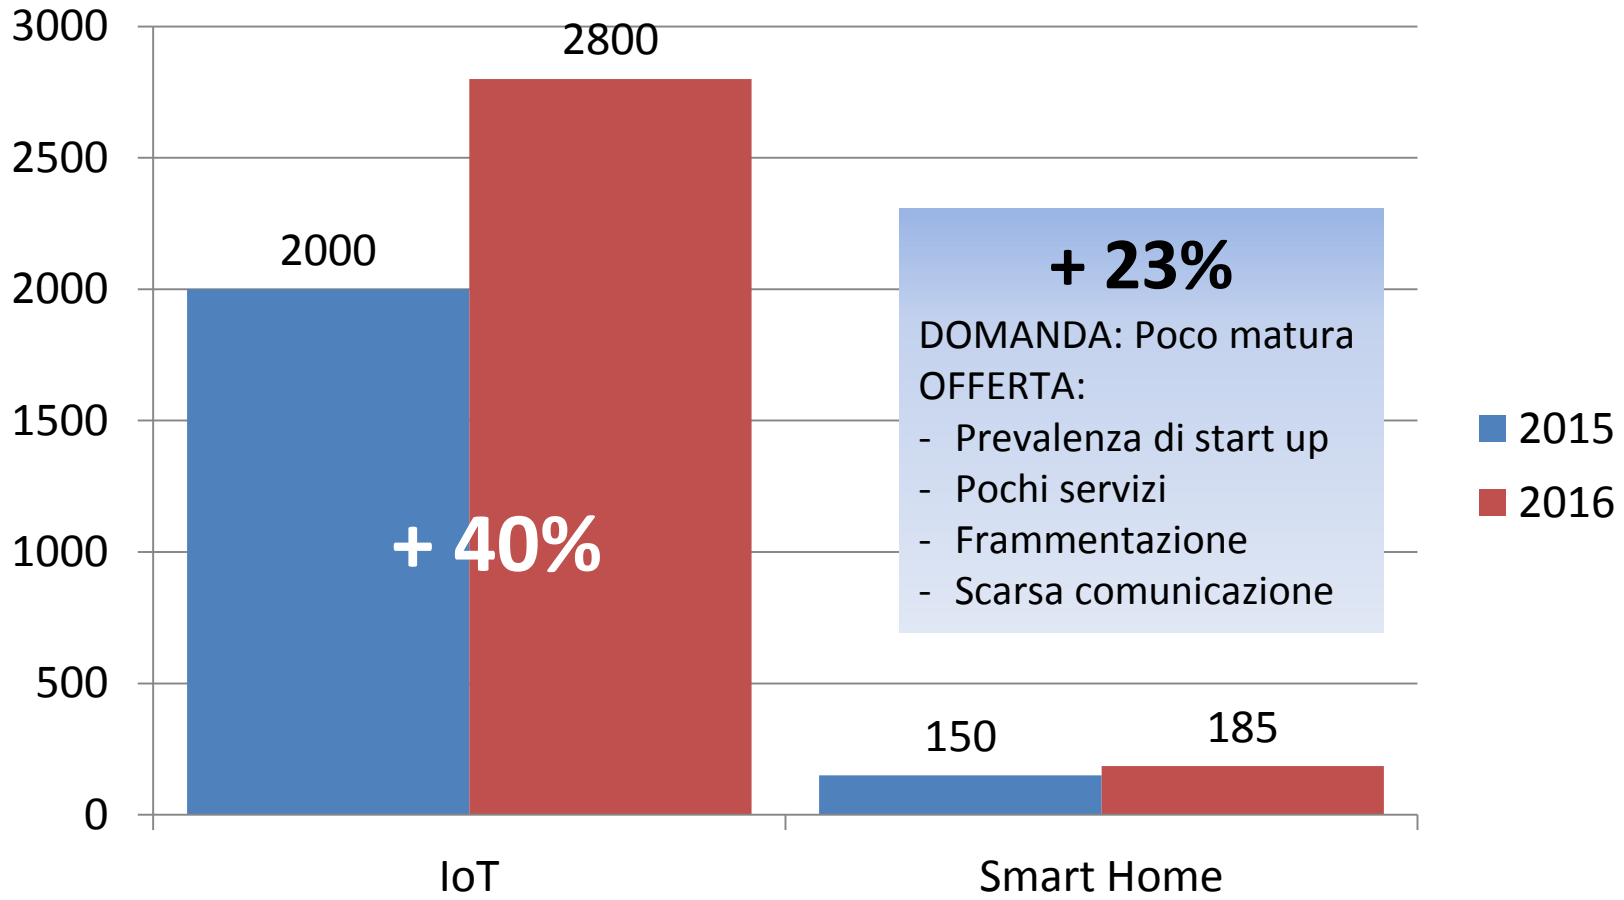 3000
2500
2000
1500
1000
500
0
2000
2800
+ 40%
+ 23%
DOMANDA: Poco matura
OFFERTA:
- Prevalenza di start up
- Pochi servizi
- Frammentazione
- Scarsa comunicazione
150
185
IoT
Smart Home
2015
2016